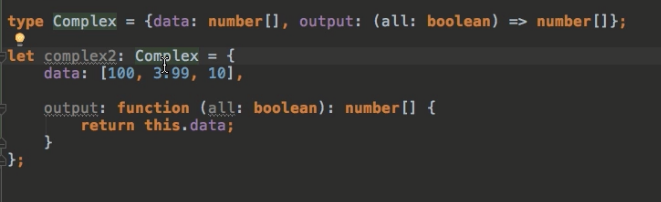 type Complex = {data: number[], output: (all: boolean) => number[]};
let complex2: Complex = {
data: [100, 3.99, 10],
output: function (all: boolean): number[] {
return this.data;
}
};